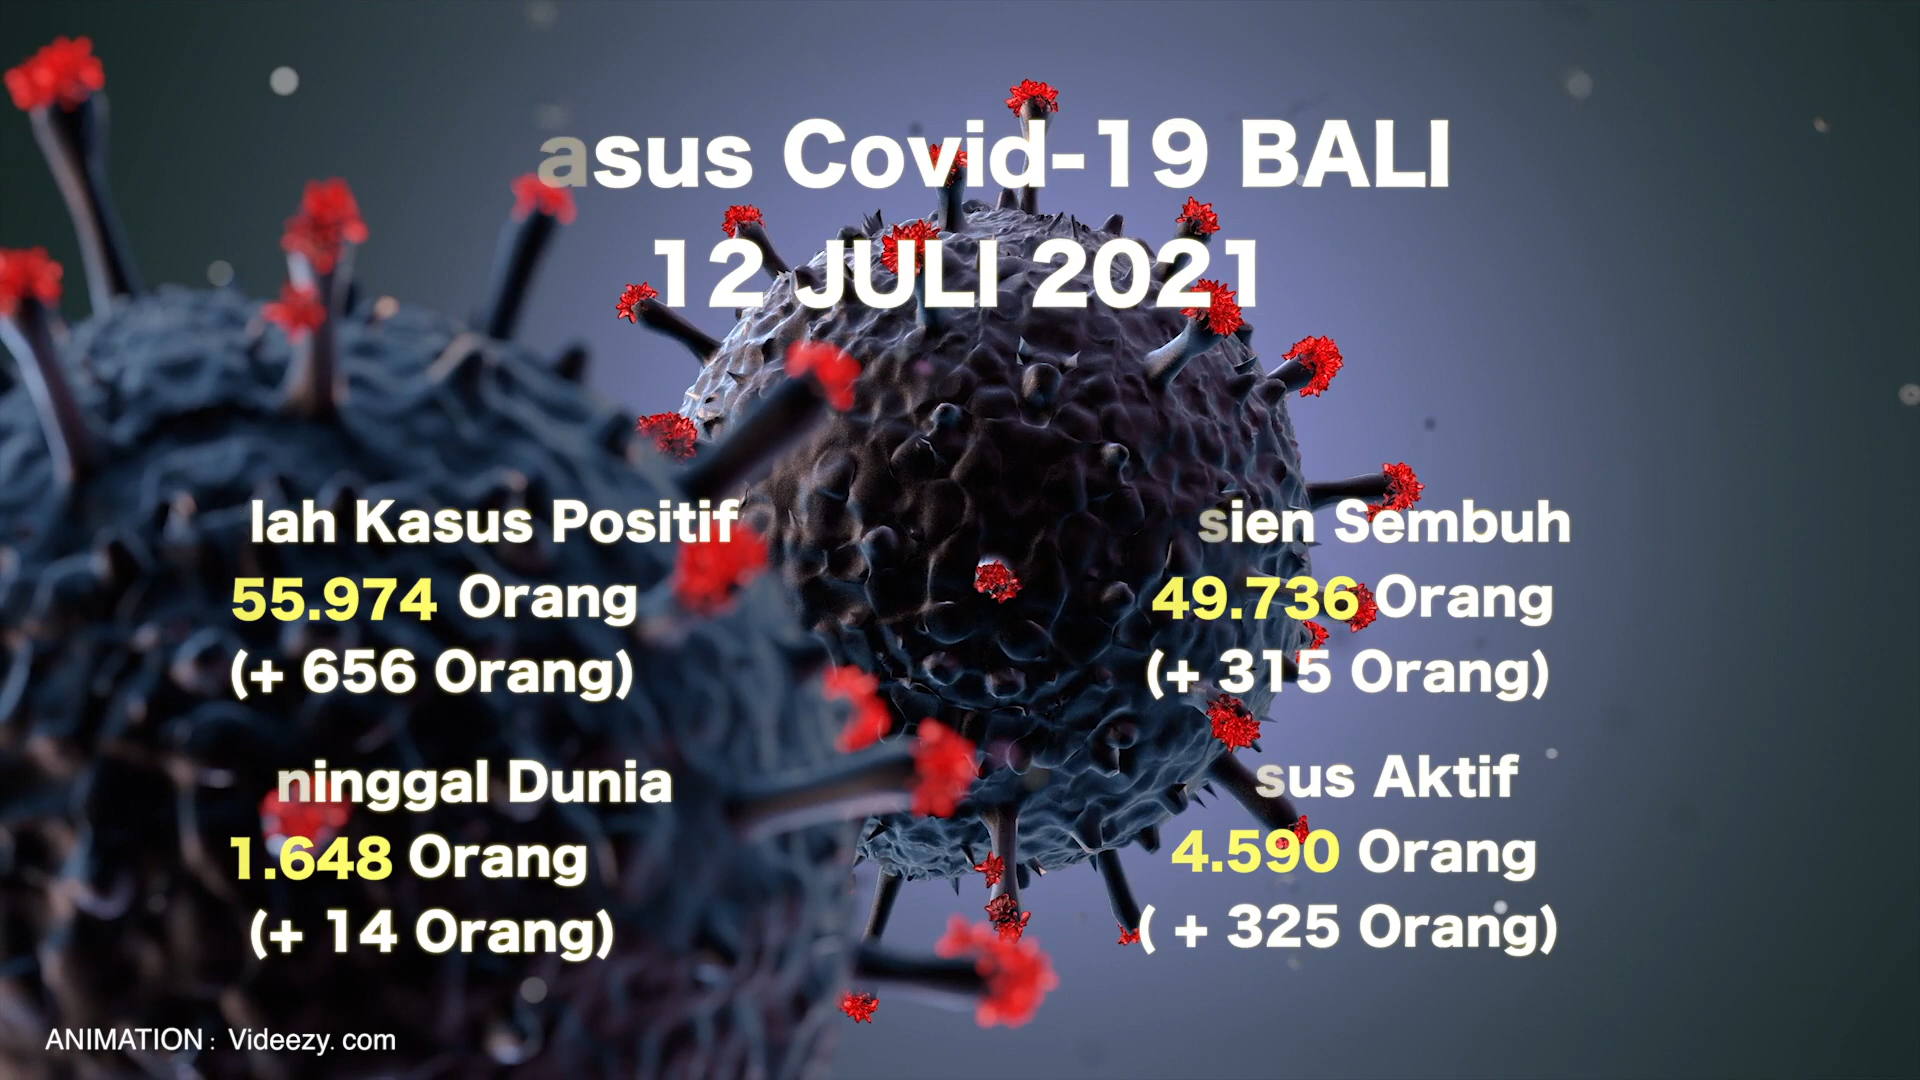 asus Covid-19 BALI
12 JULI 2021
lah Kasus Positif
55.974 Orang
(+ 656 Orang)
sien Sembuh
49.736 Orang
(+ 315 Orang)
ninggal Dunia
1.648 Orang
(+ 14 Orang)
sus Aktif
4.590 Orang
( + 325 Orang)
ANIMATION : Videezy. com